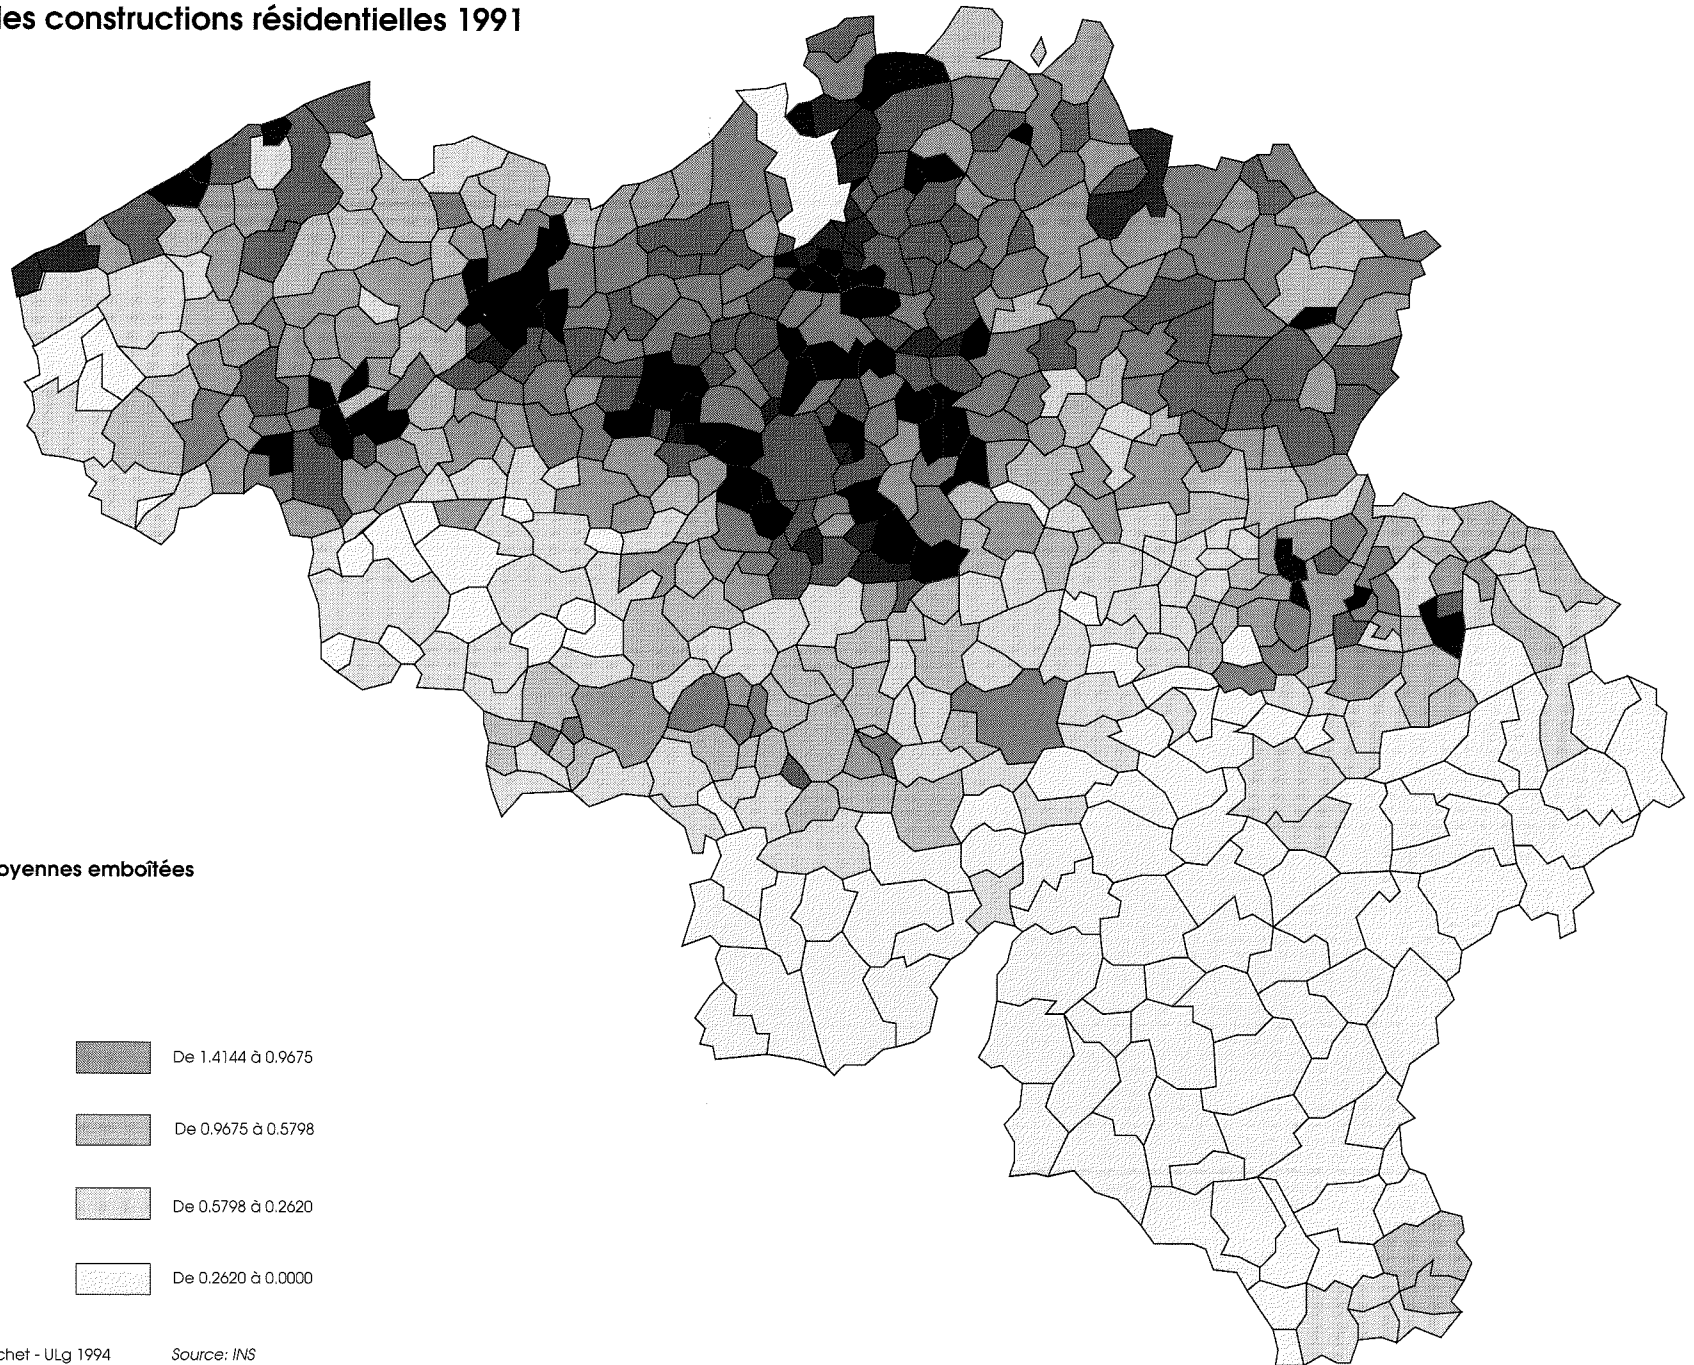 les constructions résidentielles 1991
oyennes emboîtées
De 1.4144 à 0.9675
De 0.9675 à 0.5798
De 0.5798 à 0.2620
De 0.2620 à 0.0000
chet - ULg 1994 Source: INS